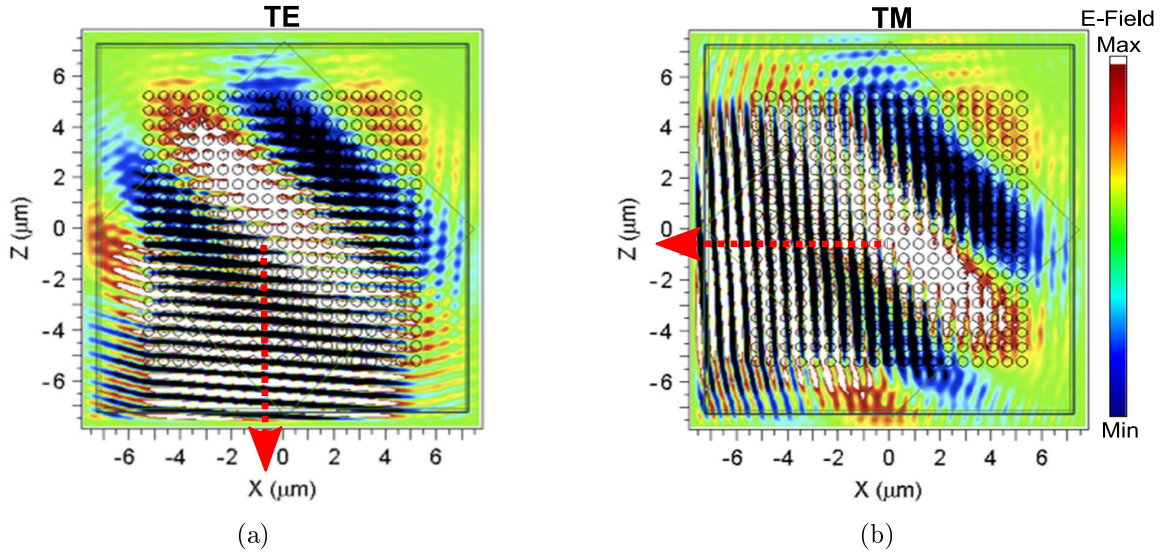 TE
TM
E-Field
Max
6
4
2
0
-2
-4
-6
Z (μm)
-6 -4 -2 0 2 4 6
X (μm)
6
4
2
0
-2
-4
-6
Z (μm)
-6 -4 -2 0 2 4 6
X (μm)
Min
(a)
(b)